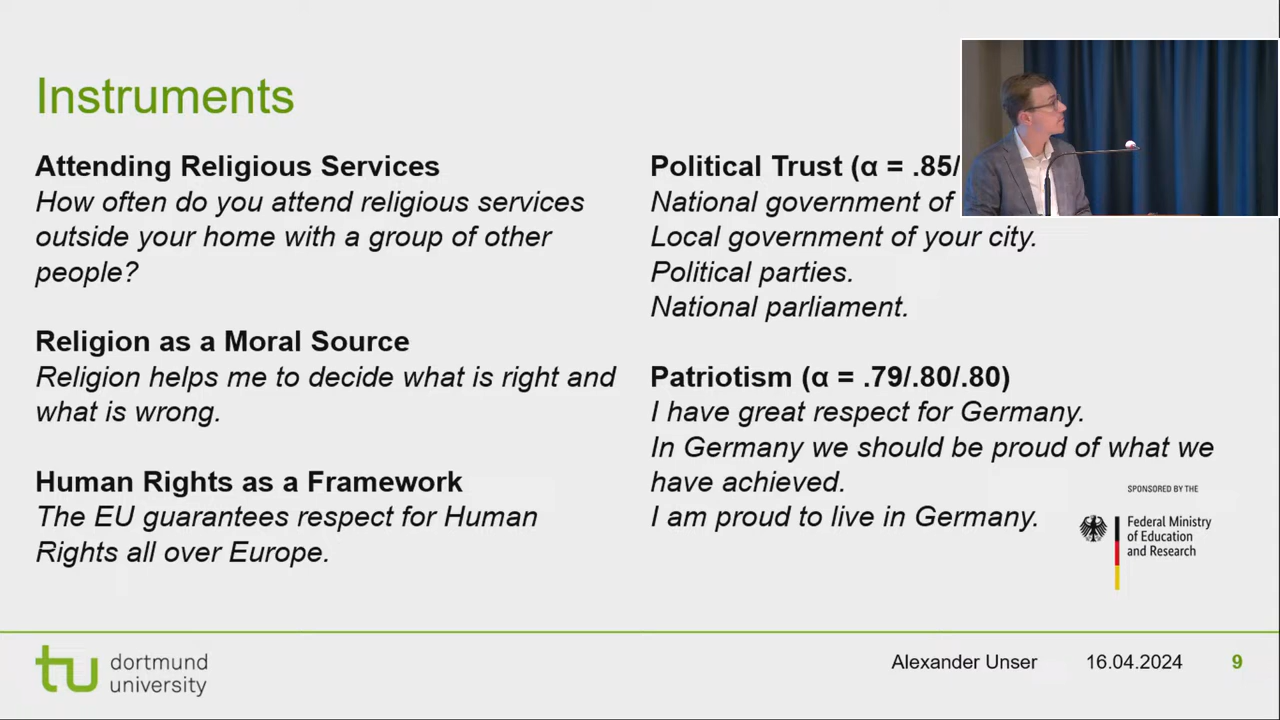 Instruments
Attending Religious Services
How often do you attend religious services
outside your home with a group of other
people?
Religion as a Moral Source
Religion helps me to decide what is right and
what is wrong.
Human Rights as a Framework
The EU guarantees respect for Human
Rights all over Europe.
Political Trust (α = .85/
National government of
Local government of your city.
Political parties.
National parliament.
Patriotism (α = .79/.80/.80)
I have great respect for Germany.
In Germany we should be proud of what we
have achieved.
I am proud to live in Germany.
SPONSORED BY THE
Federal Ministry
of Education
and Research
tu dortmund
university
Alexander Unser 16.04.2024 9